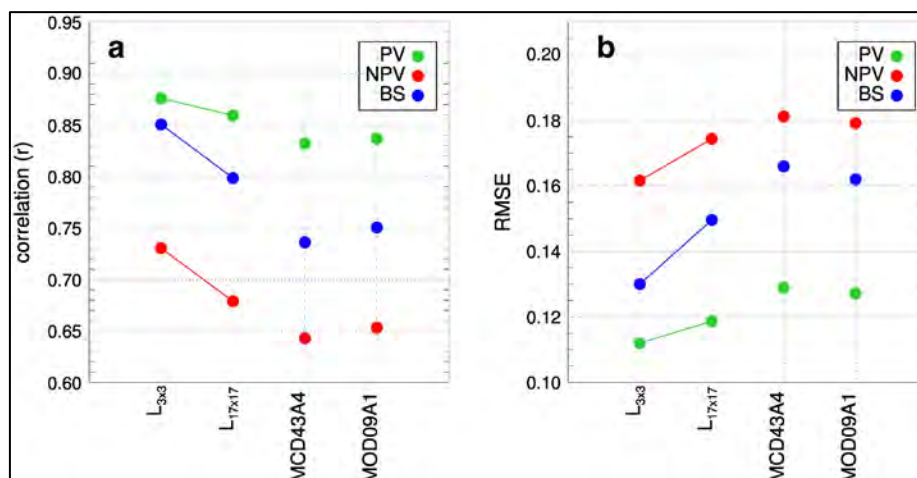 a
PV
NPV
BS
correlation (r)
0.95
0.90
0.85
0.80
0.75
0.70
0.65
0.60
L3x3
L17x17
MCD43A4
MOD09A1
b
PV
NPV
BS
RMSE
0.20
0.18
0.16
0.14
0.12
0.10
L3x3
L17x17
MCD43A4
MOD09A1